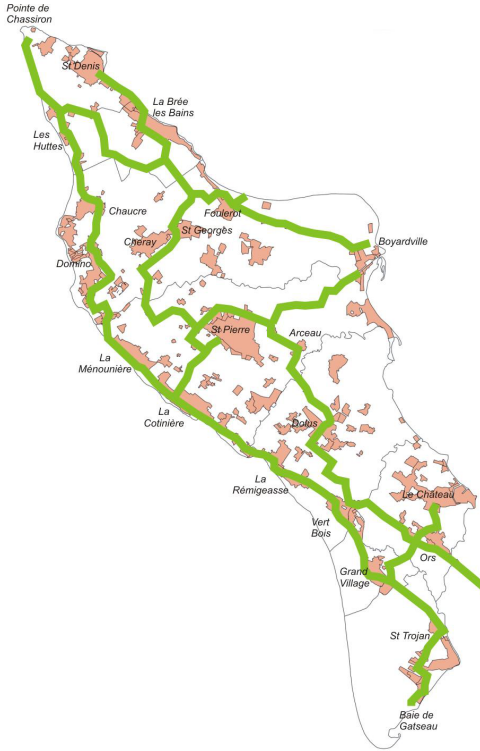 Pointe de
Chassiron
St Denis
La Brée
les Bains
Les
Huttes
Chaucre
Foulerot
St Georges
Cheray
Boyardville
Domino
St Pierre
Arceau
La
Ménounière
La
Cotinière
Dolus
La
Rémigeasse
Le Château
Vert
Bois
Ors
Grand
Village
St Trojan
Baie de
Gatseau